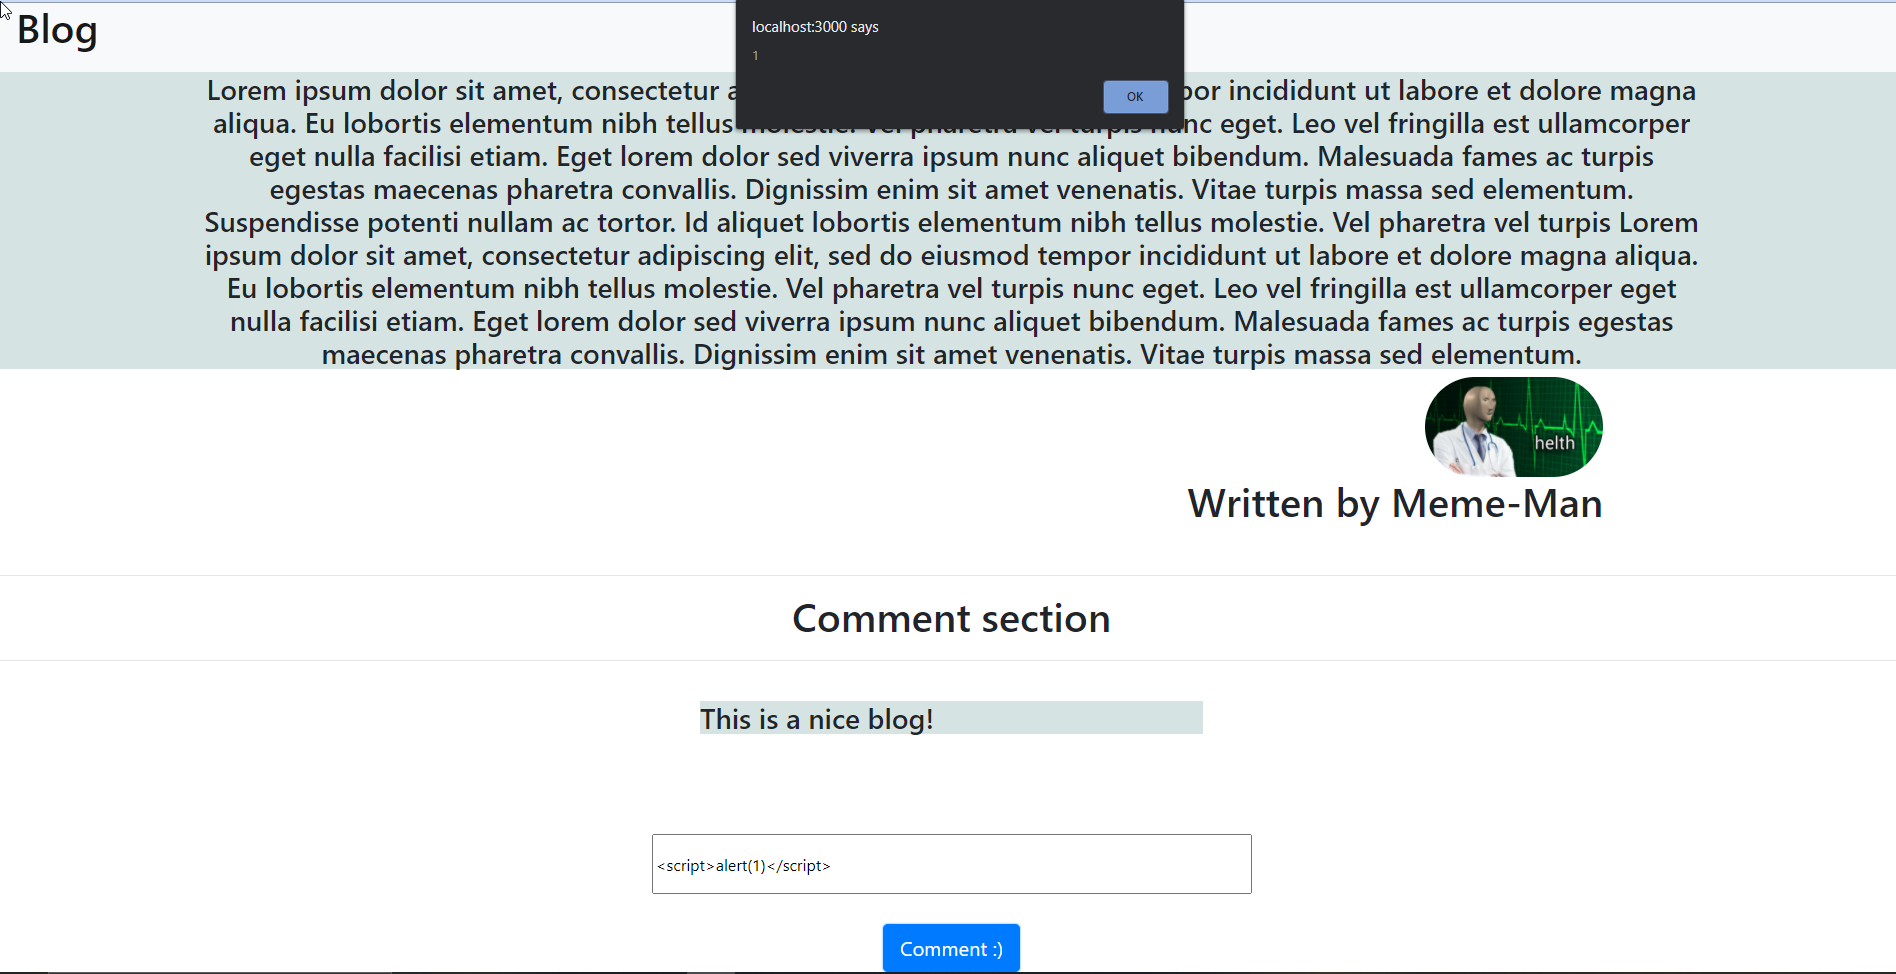 Blog
localhost:3000 says
1
OK
Lorem ipsum dolor sit amet, consectetur a por incididunt ut labore et dolore magna
aliqua. Eu lobortis elementum nibh tellus molestie. Vel pharetra vel turpis nunc eget. Leo vel fringilla est ullamcorper
eget nulla facilisi etiam. Eget lorem dolor sed viverra ipsum nunc aliquet bibendum. Malesuada fames ac turpis
egestas maecenas pharetra convallis. Dignissim enim sit amet venenatis. Vitae turpis massa sed elementum.
Suspendisse potenti nullam ac tortor. Id aliquet lobortis elementum nibh tellus molestie. Vel pharetra vel turpis Lorem
ipsum dolor sit amet, consectetur adipiscing elit, sed do eiusmod tempor incididunt ut labore et dolore magna aliqua.
Eu lobortis elementum nibh tellus molestie. Vel pharetra vel turpis nunc eget. Leo vel fringilla est ullamcorper eget
nulla facilisi etiam. Eget lorem dolor sed viverra ipsum nunc aliquet bibendum. Malesuada fames ac turpis egestas
maecenas pharetra convallis. Dignissim enim sit amet venenatis. Vitae turpis massa sed elementum.
helth
Written by Meme-Man
Comment section
This is a nice blog!
<script>alert(1)</script>
Comment :)